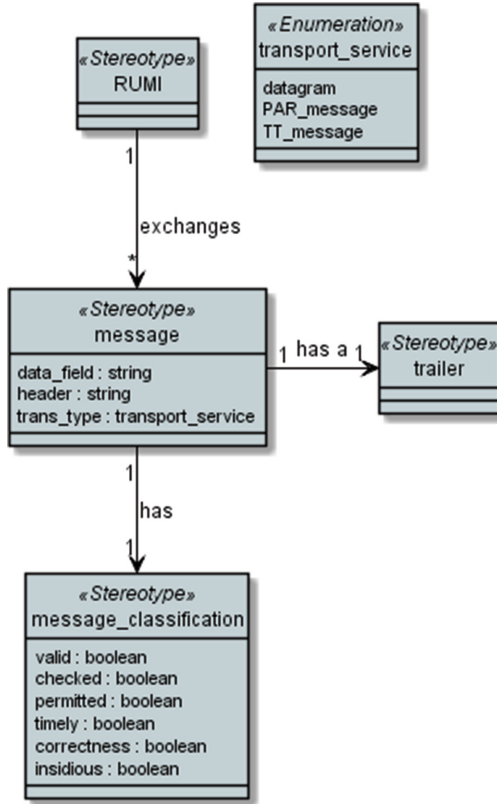 «Stereotype»
RUMI
«Enumeration»
transport_service
datagram
PAR_message
TT_message
1
exchanges
*
«Stereotype»
message
data_field : string
header : string
trans_type : transport_service
1 has a 1
«Stereotype»
trailer
1
has
1
«Stereotype»
message_classification
valid : boolean
checked : boolean
permitted : boolean
timely : boolean
correctness : boolean
insidious : boolean